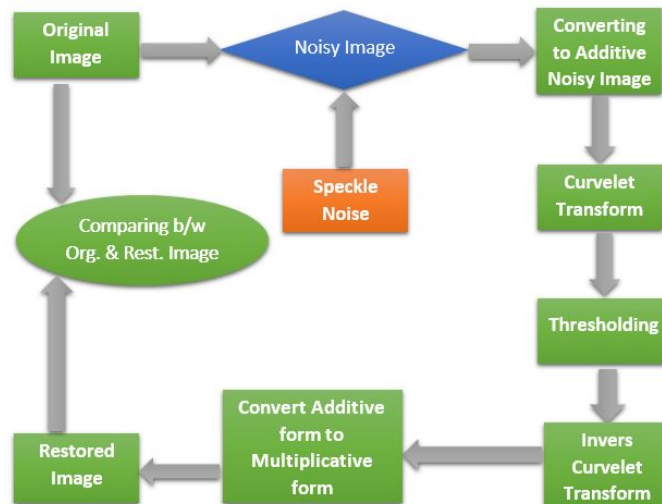 Original
Image
Noisy Image
Converting
to Additive
Noisy Image
Speckle
Noise
Curvelet
Transform
Comparing b/w
Org. & Rest. Image
Thresholding
Convert Additive
form to
Multiplicative
form
Restored
Image
Invers
Curvelet
Transform